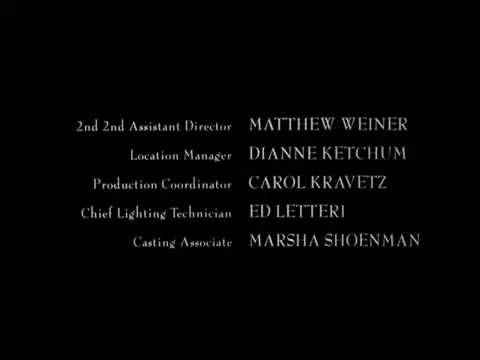 2nd 2nd Assistant Director MATTHEW WEINER
Location Manager DIANNE KETCHUM
Production Coordinator CAROL KRAVETZ
Chief Lighting Technician ED LETTERI
Casting Associate MARSHA SHOENMAN